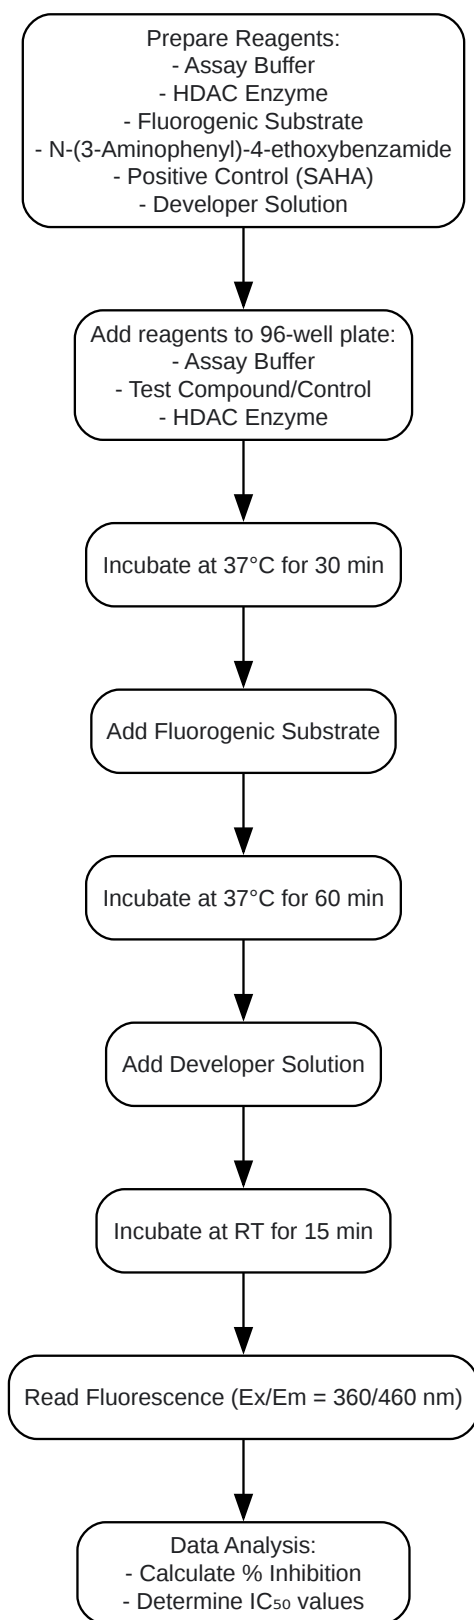 Prepare Reagents:
- Assay Buffer
- HDAC Enzyme
- Fluorogenic Substrate
- N-(3-Aminophenyl)-4-ethoxybenzamide
- Positive Control (SAHA)
- Developer Solution
Add reagents to 96-well plate:
- Assay Buffer
- Test Compound/Control
- HDAC Enzyme
Incubate at 37°C for 30 min
Add Fluorogenic Substrate
Incubate at 37°C for 60 min
Add Developer Solution
Incubate at RT for 15 min
Read Fluorescence (Ex/Em = 360/460 nm)
Data Analysis:
- Calculate % Inhibition
- Determine IC₅₀ values